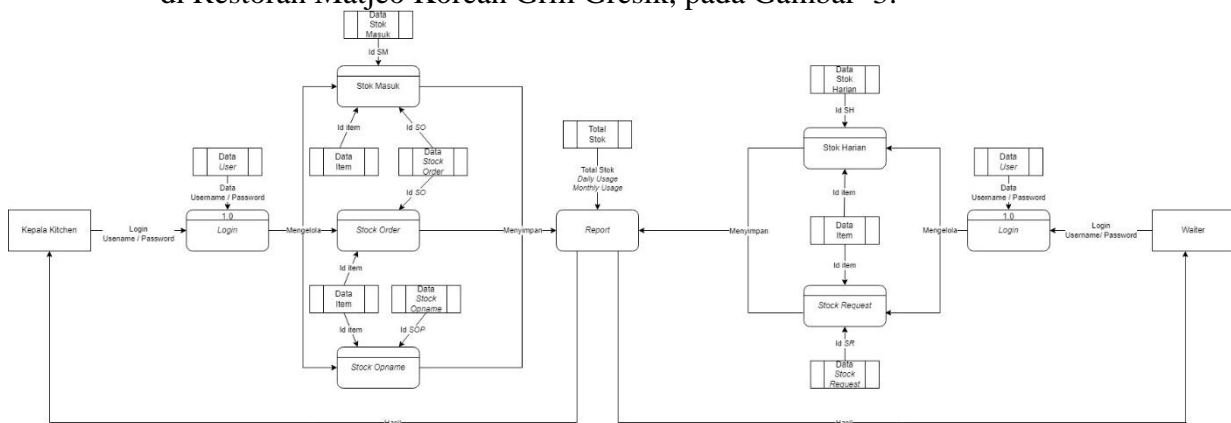 di Restoran Matjeo Korean Grill Gresik, pada Gambar 3.
Data
Stok
Masuk
Id SM
Stok Masuk
Id item
Id SO
Data
Item
Data
Stock
Order
Id SO
Data
User
Data
Username / Password
Kepala Kitchen
Login
Usename / Password
1.0
Login
Mengelola
Stock Order
Menyimpan
Id item
Data
Item
Data
Stock
Opname
Id item
Id SOP
Stock Opname
Total
Stok
Total Stok
Daily Usage
Monthly Usage
Report
Data
Stok
Harian
Id SH
Stok Harian
Id item
Data
Item
Id item
Menyimpan
Stock Request
Id SR
Data
Stock
Request
Mengelola
Data
User
Data
Username / Password
1.0
Login
Login
Username/ Password
Waiter